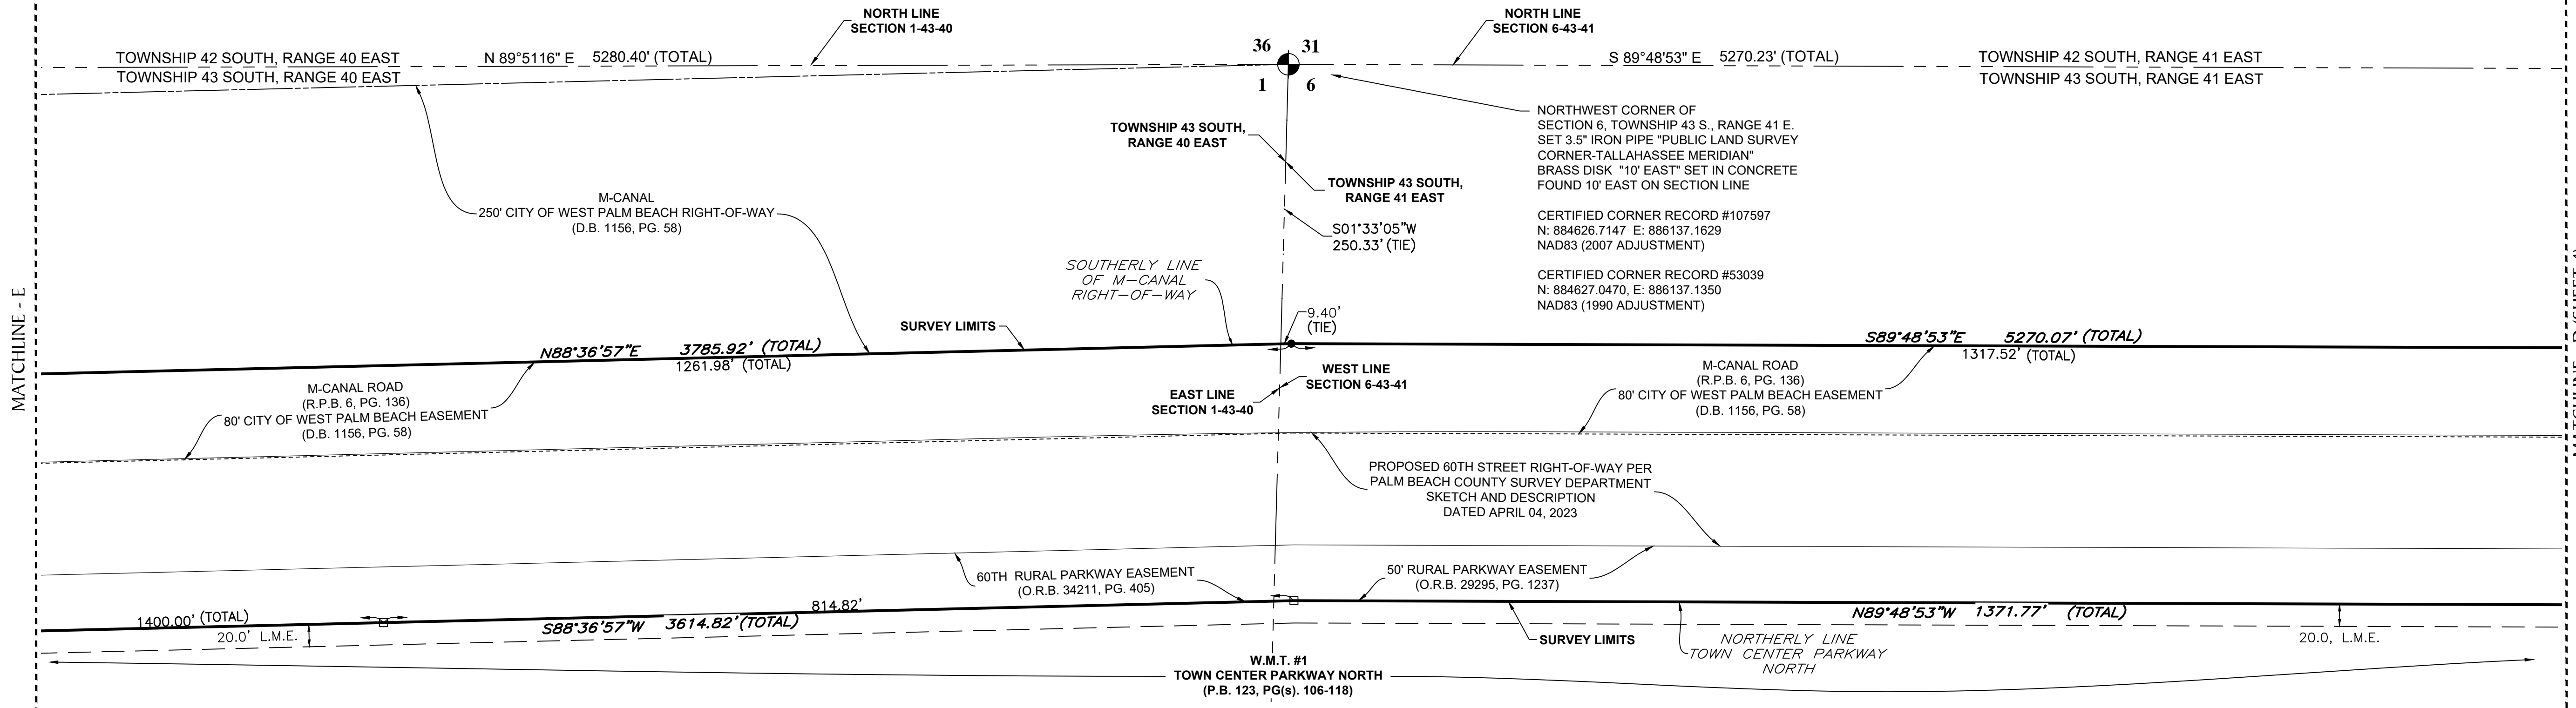 NORTH LINE
SECTION 1-43-40
NORTH LINE
SECTION 6-43-41
TOWNSHIP 42 SOUTH, RANGE 40 EAST
N 89°5116" E 5280.40' (TOTAL)
TOWNSHIP 43 SOUTH, RANGE 40 EAST
36 31
1 6
S 89°48'53" E 5270.23' (TOTAL)
TOWNSHIP 42 SOUTH, RANGE 41 EAST
TOWNSHIP 43 SOUTH, RANGE 41 EAST
NORTHWEST CORNER OF
SECTION 6, TOWNSHIP 43 S., RANGE 41 E.
SET 3.5" IRON PIPE "PUBLIC LAND SURVEY
CORNER-TALLAHASSEE MERIDIAN"
BRASS DISK "10' EAST" SET IN CONCRETE
FOUND 10' EAST ON SECTION LINE
CERTIFIED CORNER RECORD #107597
N: 884626.7147 E: 886137.1629
NAD83 (2007 ADJUSTMENT)
CERTIFIED CORNER RECORD #53039
N: 884627.0470, E: 886137.1350
NAD83 (1990 ADJUSTMENT)
TOWNSHIP 43 SOUTH,
RANGE 40 EAST
TOWNSHIP 43 SOUTH,
RANGE 41 EAST
S01°33'05"W
250.33' (TIE)
M-CANAL
250' CITY OF WEST PALM BEACH RIGHT-OF-WAY
(D.B. 1156, PG. 58)
SOUTHERLY LINE
OF M-CANAL
RIGHT-OF-WAY
MATCHLINE - E
SURVEY LIMITS
9.40'
(TIE)
N88°36'57"E 3785.92' (TOTAL)
1261.98' (TOTAL)
S89°48'53"E 5270.07' (TOTAL)
1317.52' (TOTAL)
M-CANAL ROAD
(R.P.B. 6, PG. 136)
80' CITY OF WEST PALM BEACH EASEMENT
(D.B. 1156, PG. 58)
WEST LINE
SECTION 6-43-41
EAST LINE
SECTION 1-43-40
M-CANAL ROAD
(R.P.B. 6, PG. 136)
80' CITY OF WEST PALM BEACH EASEMENT
(D.B. 1156, PG. 58)
PROPOSED 60TH STREET RIGHT-OF-WAY PER
PALM BEACH COUNTY SURVEY DEPARTMENT
SKETCH AND DESCRIPTION
DATED APRIL 04, 2023
60TH RURAL PARKWAY EASEMENT
(O.R.B. 34211, PG. 405)
50' RURAL PARKWAY EASEMENT
(O.R.B. 29295, PG. 1237)
1400.00' (TOTAL)
814.82'
20.0' L.M.E.
S88°36'57"W 3614.82' (TOTAL)
N89°48'53"W 1371.77' (TOTAL)
SURVEY LIMITS
NORTHERLY LINE
TOWN CENTER PARKWAY
NORTH
20.0, L.M.E.
W.M.T. #1
TOWN CENTER PARKWAY NORTH
(P.B. 123, PG(s). 106-118)